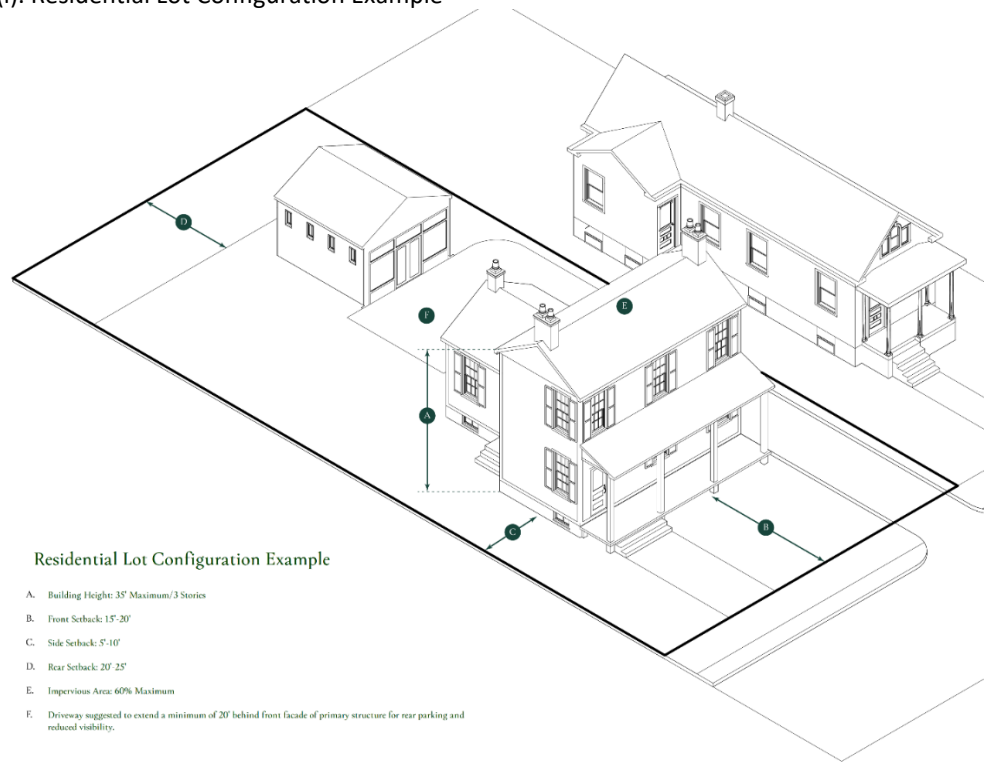 (i): Residential Lot Configuration Example
D
E
F
A
B
C
Residential Lot Configuration Example
A. Building Height: 35' Maximum/3 Stories
B. Front Setback: 15'-20'
C. Side Setback: 5'-10'
D. Rear Setback: 20'-25'
E. Impervious Area: 60% Maximum
F. Driveway suggested to extend a minimum of 20' behind front facade of primary structure for rear parking and
reduced visibility.